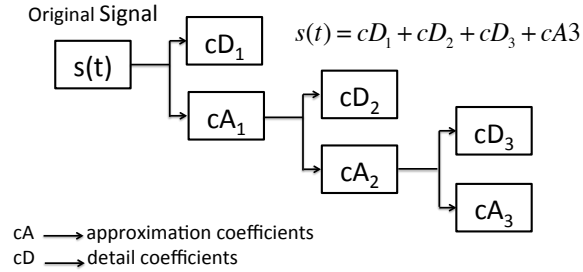 Original Signal
s(t) = cD₁ + cD₂ + cD₃ + cA3
s(t)
cD₁
cA₁
cD₂
cA₂
cD₃
cA₃
cA → approximation coefficients
cD → detail coefficients